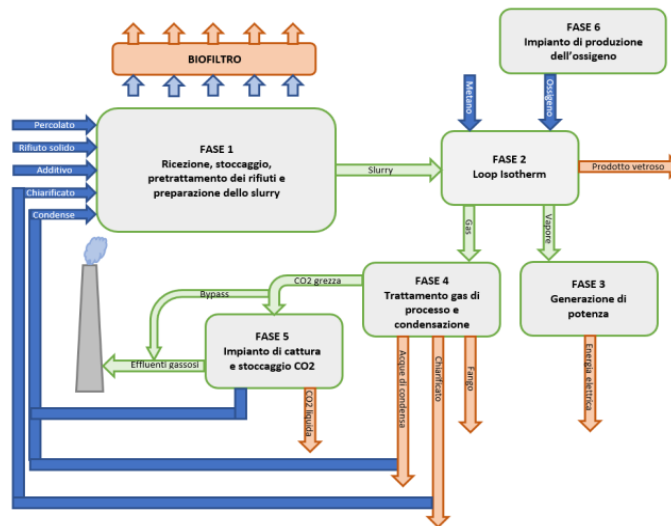 BIOFILTRO
FASE 6
Impianto di produzione
dell'ossigeno
Metano
Ossigeno
Percolato
Rifiuto solido
Additivo
Chiarificato
Condense
FASE 1
Ricezione, stoccaggio,
pretrattamento dei rifiuti e
preparazione dello slurry
Slurry
FASE 2
Loop Isotherm
Prodotto vetroso
Gas
Vapore
CO2 grezza
Bypass
FASE 4
Trattamento gas di
processo e
condensazione
FASE 3
Generazione di
potenza
FASE 5
Impianto di cattura
e stoccaggio CO2
Effluenti gassosi
CO2 liquida
Acque di condensa
Chiarificato
Fango
Energia elettrica